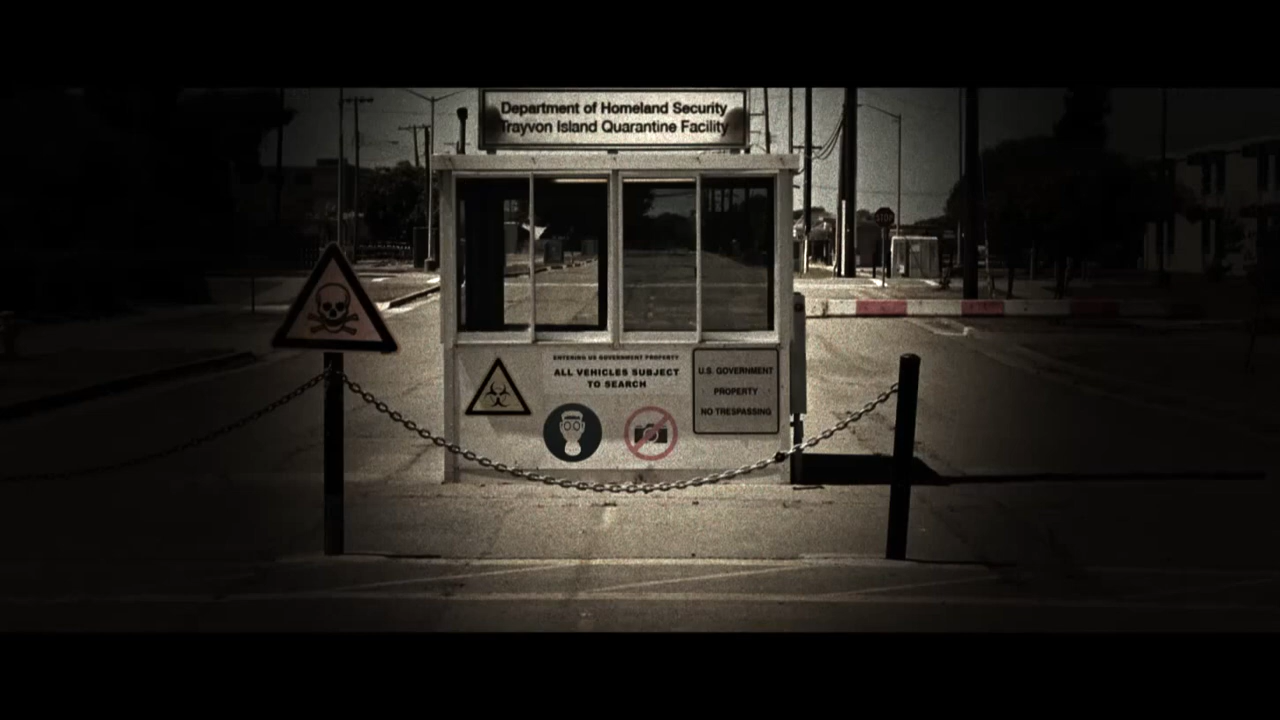 Department of Homeland Security
Trayvon Island Quarantine Facility
STOP
ENTERING US GOVERNMENT PROPERTY
ALL VEHICLES SUBJECT
TO SEARCH
U.S. GOVERNMENT
PROPERTY
NO TRESPASSING